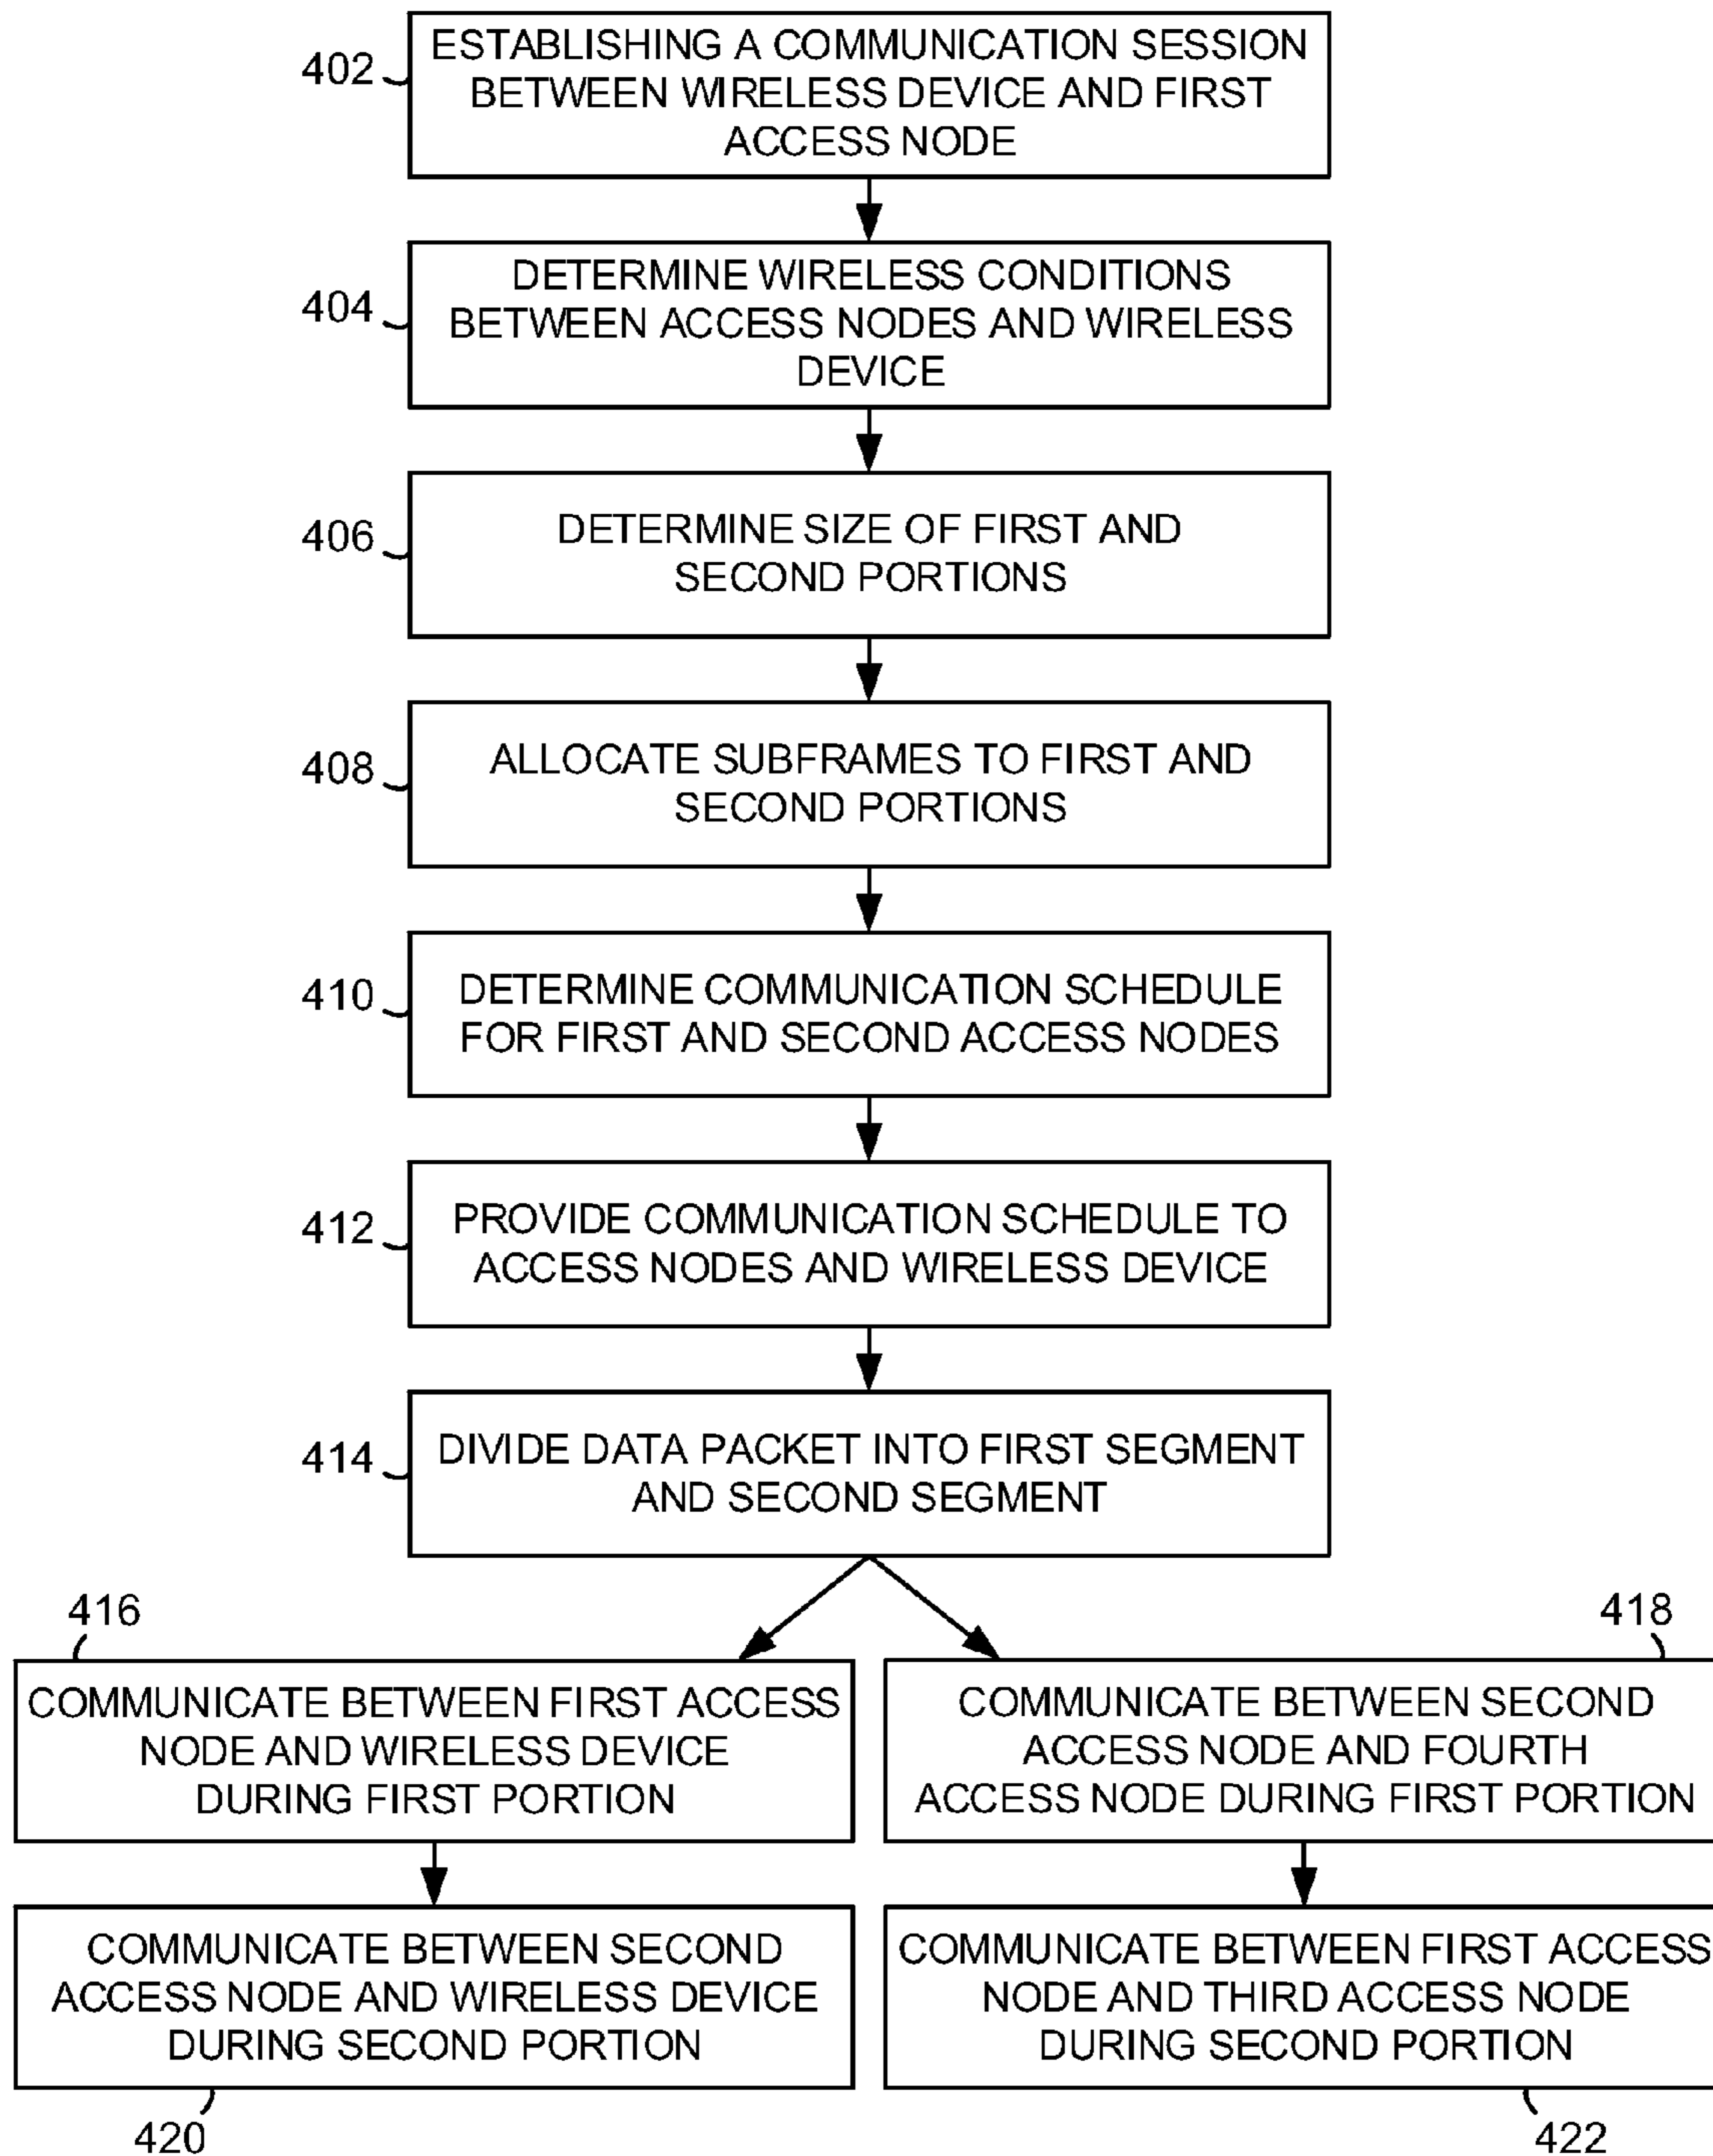 402
ESTABLISHING A COMMUNICATION SESSION
BETWEEN WIRELESS DEVICE AND FIRST
ACCESS NODE
404
DETERMINE WIRELESS CONDITIONS
BETWEEN ACCESS NODES AND WIRELESS
DEVICE
406
DETERMINE SIZE OF FIRST AND
SECOND PORTIONS
408
ALLOCATE SUBFRAMES TO FIRST AND
SECOND PORTIONS
410
DETERMINE COMMUNICATION SCHEDULE
FOR FIRST AND SECOND ACCESS NODES
412
PROVIDE COMMUNICATION SCHEDULE TO
ACCESS NODES AND WIRELESS DEVICE
414
DIVIDE DATA PACKET INTO FIRST SEGMENT
AND SECOND SEGMENT
416
COMMUNICATE BETWEEN FIRST ACCESS
NODE AND WIRELESS DEVICE
DURING FIRST PORTION
418
COMMUNICATE BETWEEN SECOND
ACCESS NODE AND FOURTH
ACCESS NODE DURING FIRST PORTION
COMMUNICATE BETWEEN SECOND
ACCESS NODE AND WIRELESS DEVICE
DURING SECOND PORTION
420
COMMUNICATE BETWEEN FIRST ACCESS
NODE AND THIRD ACCESS NODE
DURING SECOND PORTION
422